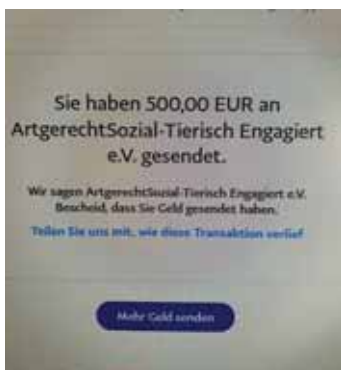 Sie haben 500,00 EUR an
ArtgerechtSozial-Tierisch Engagiert
e.V. gesendet.
Wir sagen ArtgerechtSozial-Tierisch Engagiert e.V.
Bescheid, dass Sie Geld gesendet haben.
Teilen Sie uns mit, wie diese Transaktion verlief
Mehr Geld senden